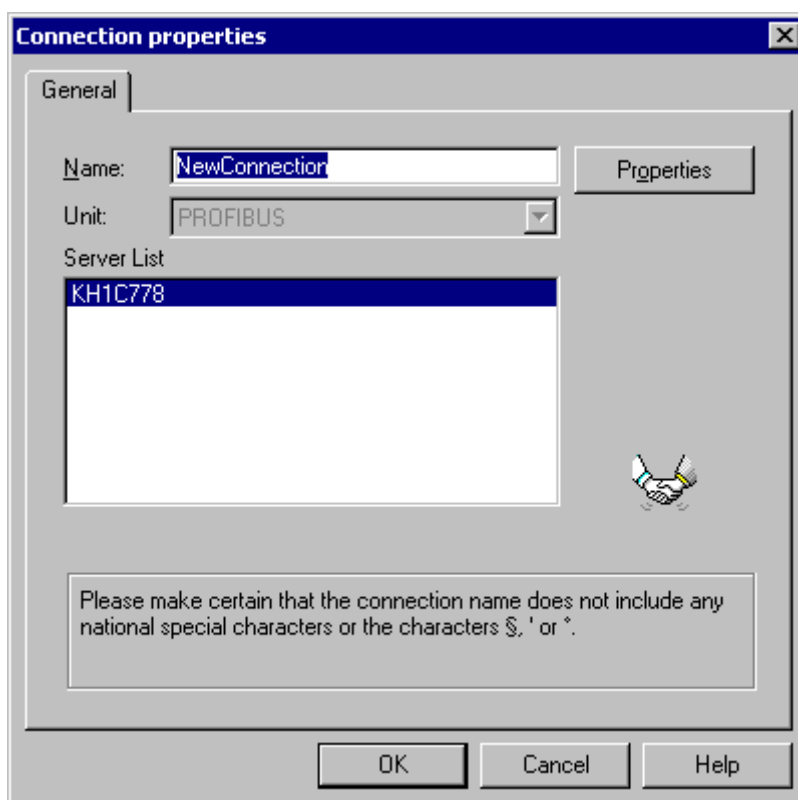 Connection properties
General
Name: NewConnection Properties
Unit: PROFIBUS
Server List
KH1C778
Please make certain that the connection name does not include any
national special characters or the characters §, ' or °.
OK Cancel Help